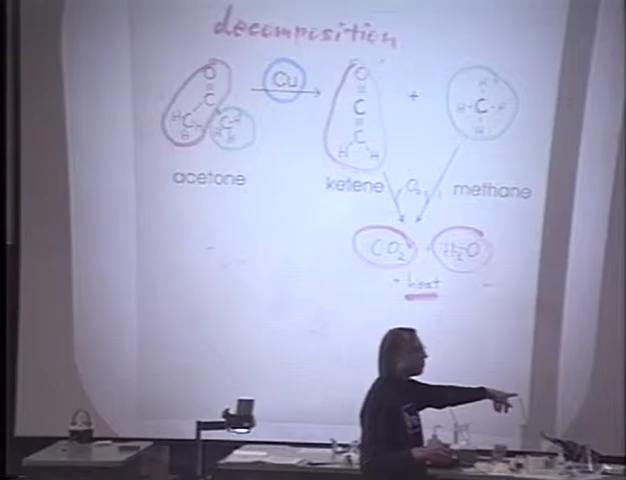 decomposition
O Cu O H
C C + H-C-H
H C H C H C H
H H H H
acetone ketene O₂ methane
CO₂ + H₂O
+ heat